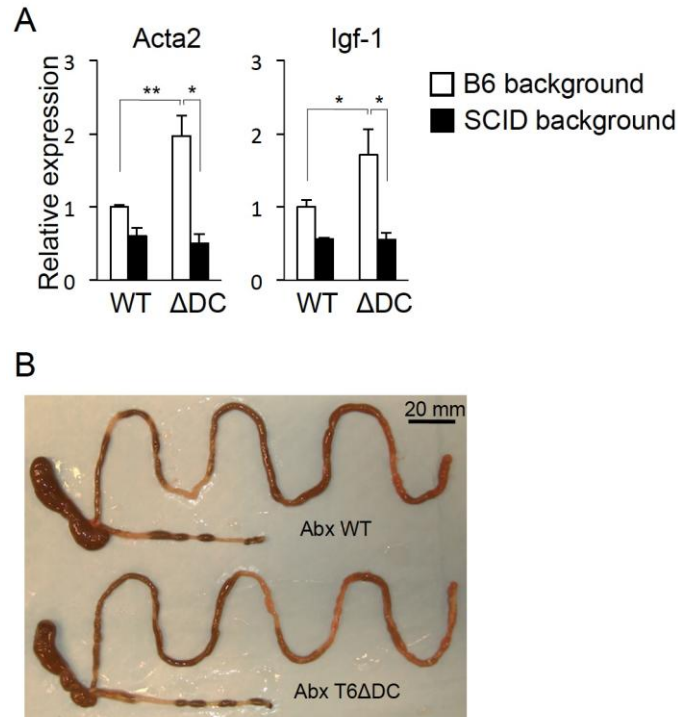 A
Acta2
Igf-1
Relative expression
3
2
1
0
** *
WT ΔDC
3
2
1
0
* *
WT ΔDC
B6 background
SCID background
B
20 mm
Abx WT
Abx T6ΔDC